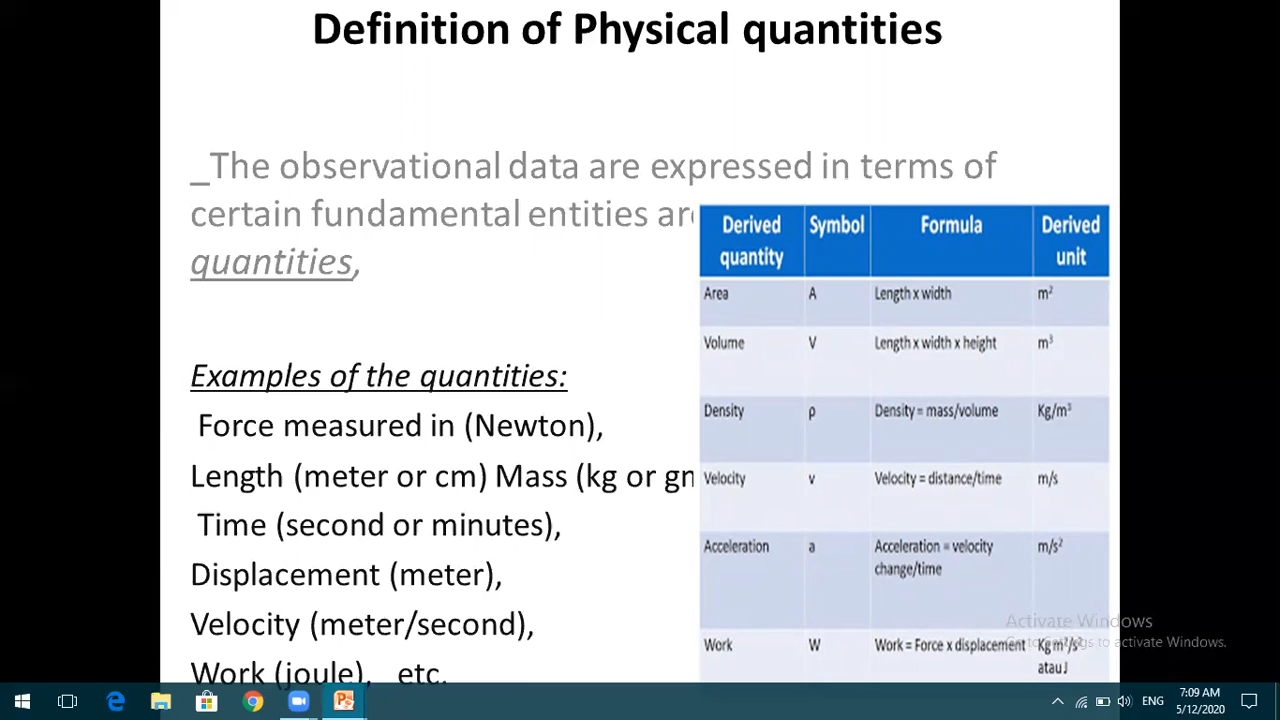 Definition of Physical quantities
_The observational data are expressed in terms of
certain fundamental entities are
quantities,
Examples of the quantities:
Force measured in (Newton),
Length (meter or cm) Mass (kg or gm
Time (second or minutes),
Displacement (meter),
Velocity (meter/second),
Work (joule), etc.
Derived quantity Symbol Formula Derived unit
Area A Length x width m²
Volume V Length x width x height m³
Density ρ Density = mass/volume Kg/m³
Velocity v Velocity = distance/time m/s
Acceleration a Acceleration = velocity m/s²
change/time
Work W Work = Force x displacement Kg m²/s²
atau J
Activate Windows
Go to Settings to activate Windows.
ENG
7:09 AM
5/12/2020